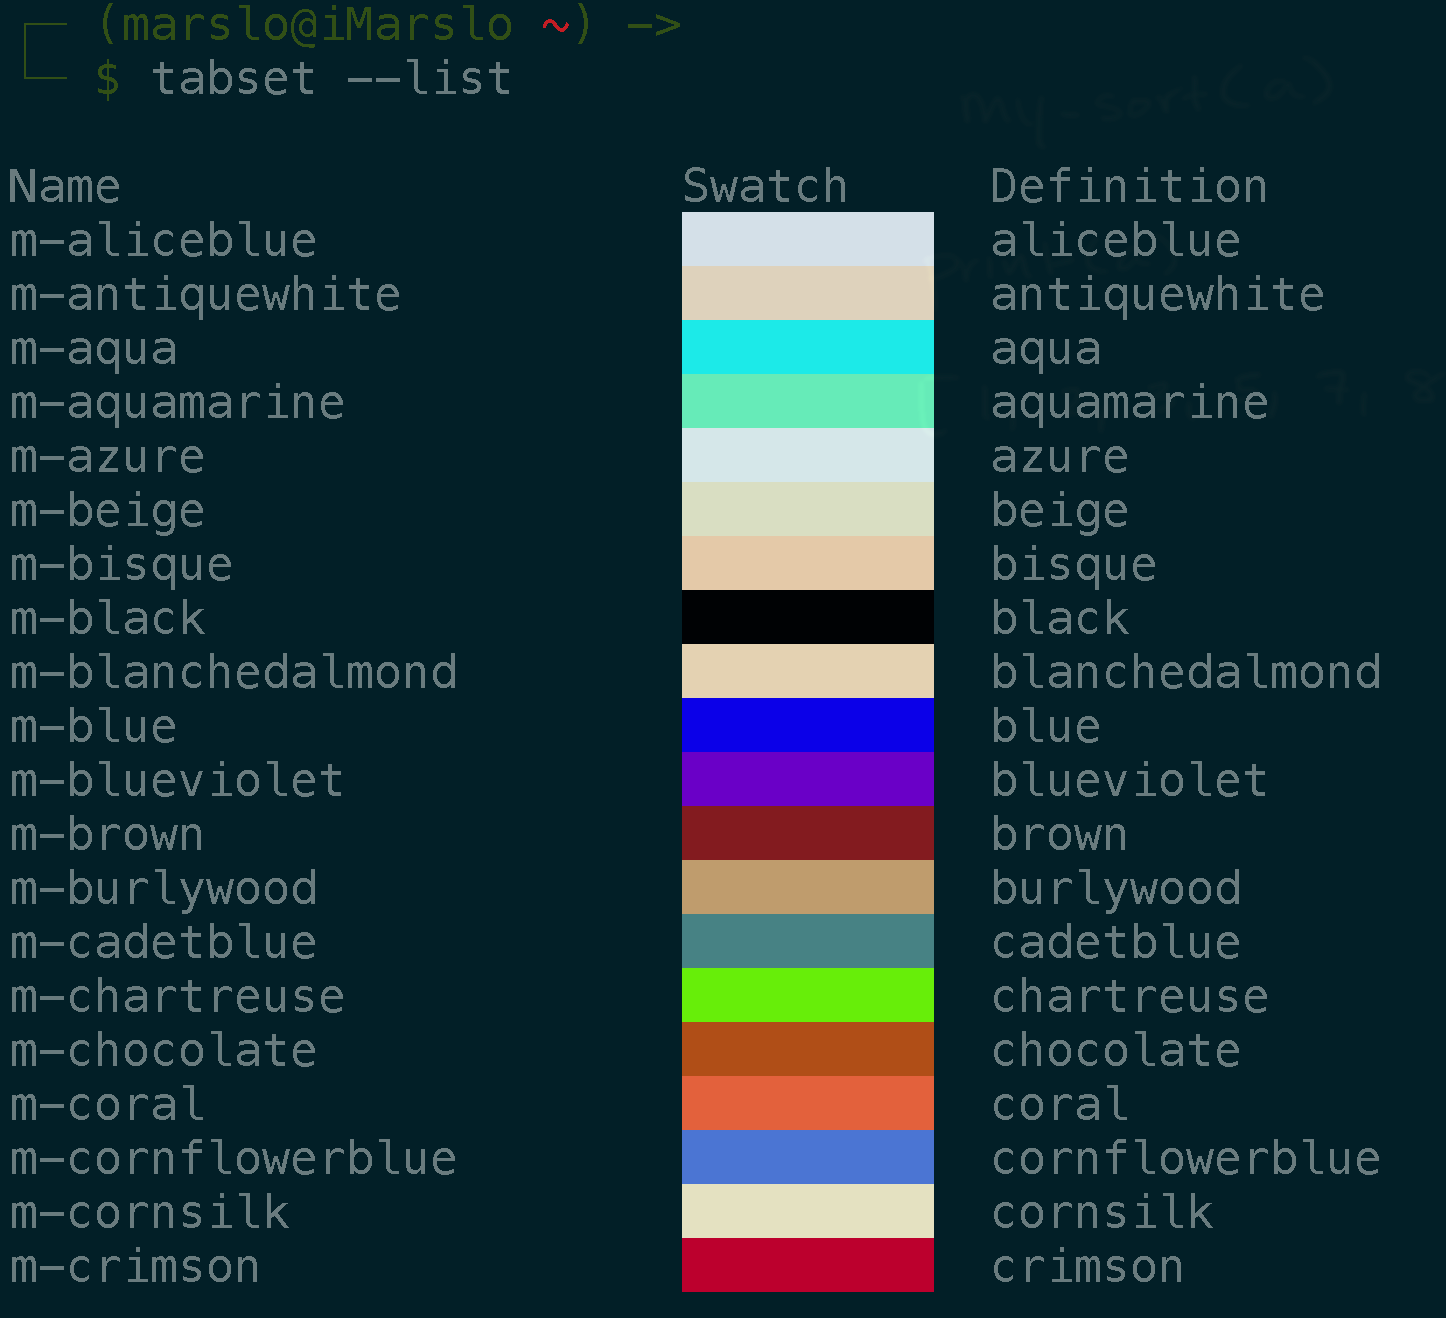 (marslo@iMarslo ~) ->
$ tabset --list
my-sort(a)
Name Swatch Definition
m-aliceblue aliceblue
m-antiquewhite antiquewhite
m-aqua aqua
m-aquamarine aquamarine
m-azure azure
m-beige beige
m-bisque bisque
m-black black
m-blanchedalmond blanchedalmond
m-blue blue
m-blueviolet blueviolet
m-brown brown
m-burlywood burlywood
m-cadetblue cadetblue
m-chartreuse chartreuse
m-chocolate chocolate
m-coral coral
m-cornflowerblue cornflowerblue
m-cornsilk cornsilk
m-crimson crimson